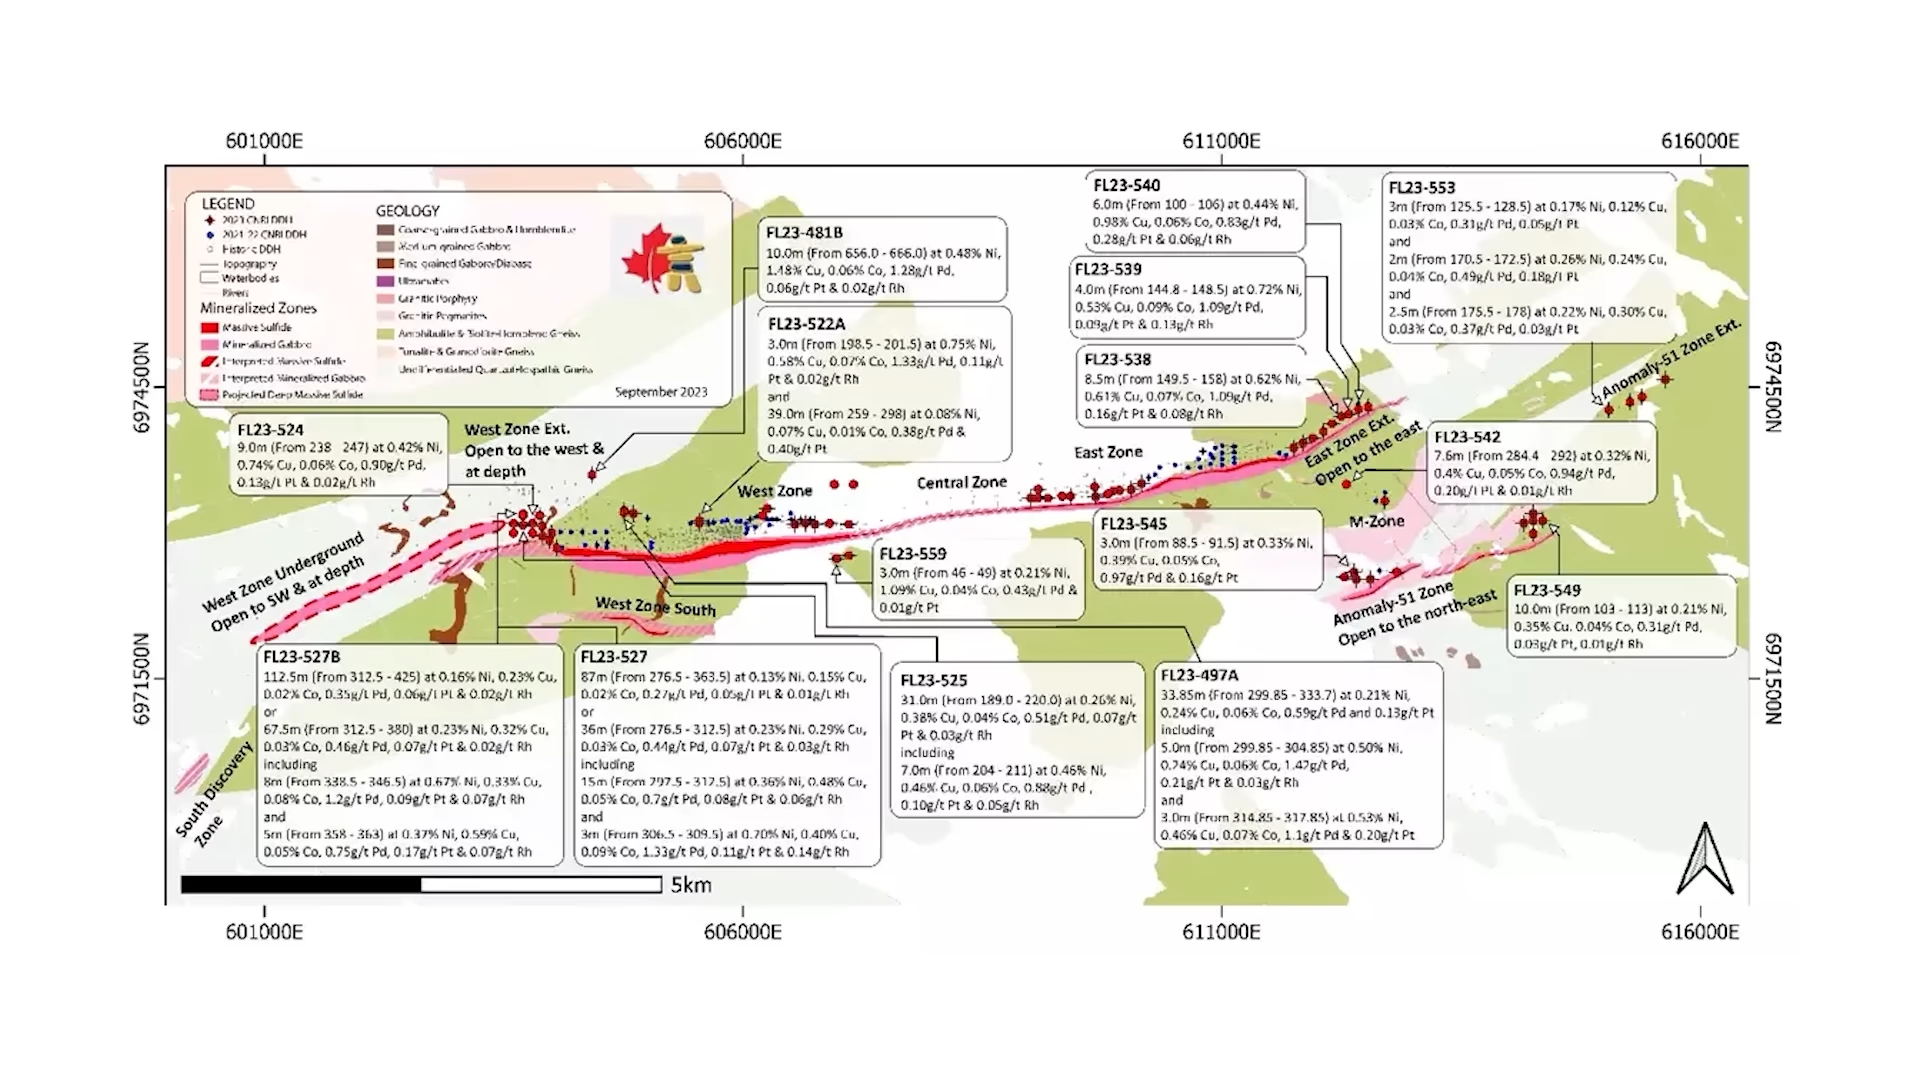 601000E
606000E
611000E
616000E
6974500N
6971500N
LEGEND
2023 CNRI DDH
2021-22 CNRI DDH
Historic DDH
Topography
Waterbodies
Rivers
Mineralized Zones
Massive Sulfide
Mineralized Gabbro
Interpreted Massive Sulfide
Interpreted Mineralized Gabbro
Projected Deep Massive Sulfide
GEOLOGY
Coarse-grained Gabbro & Hornblendite
Medium-grained Gabbro
Fine-grained Gabbro/Diabase
Ultramafics
Granitic Porphyry
Granitic Pegmatites
Amphibolite & Biotite-Hornblende Gneiss
Tonalite & Granodiorite Gneiss
Undifferentiated Quartzofeldspathic Gneiss
September 2023
FL23-481B
10.0m (From 656.0 - 666.0) at 0.48% Ni,
1.48% Cu, 0.06% Co, 1.28g/t Pd,
0.06g/t Pt & 0.02g/t Rh
FL23-522A
3.0m (From 198.5 - 201.5) at 0.75% Ni,
0.58% Cu, 0.07% Co, 1.33g/t Pd, 0.11g/t
Pt & 0.02g/t Rh
and
39.0m (From 259 - 298) at 0.08% Ni,
0.07% Cu, 0.01% Co, 0.38g/t Pd &
0.40g/t Pt
FL23-540
6.0m (From 100 - 106) at 0.44% Ni,
0.98% Cu, 0.06% Co, 0.83g/t Pd,
0.28g/t Pt & 0.06g/t Rh
FL23-539
4.0m (From 144.8 - 148.5) at 0.72% Ni,
0.53% Cu, 0.09% Co, 1.09g/t Pd,
0.09g/t Pt & 0.13g/t Rh
FL23-538
8.5m (From 149.5 - 158) at 0.62% Ni,
0.61% Cu, 0.07% Co, 1.09g/t Pd,
0.16g/t Pt & 0.08g/t Rh
FL23-553
3m (From 125.5 - 128.5) at 0.17% Ni, 0.12% Cu,
0.03% Co, 0.31g/t Pd, 0.05g/t Pt
and
2m (From 170.5 - 172.5) at 0.26% Ni, 0.24% Cu,
0.04% Co, 0.49g/t Pd, 0.18g/t Pt
and
2.5m (From 175.5 - 178) at 0.22% Ni, 0.30% Cu,
0.03% Co, 0.37g/t Pd, 0.03g/t Pt
Anomaly-51 Zone Ext.
FL23-524
9.0m (From 238 - 247) at 0.42% Ni,
0.74% Cu, 0.06% Co, 0.90g/t Pd,
0.13g/t Pt & 0.02g/t Rh
West Zone Ext.
Open to the west &
at depth
West Zone
Central Zone
East Zone
East Zone Ext.
Open to the east
FL23-542
7.6m (From 284.4 - 292) at 0.32% Ni,
0.4% Cu, 0.05% Co, 0.94g/t Pd,
0.20g/t Pt & 0.01g/t Rh
M-Zone
West Zone Underground
Open to SW & at depth
West Zone South
FL23-559
3.0m (From 46 - 49) at 0.21% Ni,
1.09% Cu, 0.04% Co, 0.43g/t Pd &
0.01g/t Pt
FL23-545
3.0m (From 88.5 - 91.5) at 0.33% Ni,
0.39% Cu, 0.05% Co,
0.97g/t Pd & 0.16g/t Pt
Anomaly-51 Zone
Open to the north-east
FL23-549
10.0m (From 103 - 113) at 0.21% Ni,
0.35% Cu, 0.04% Co, 0.31g/t Pd,
0.03g/t Pt, 0.01g/t Rh
South Discovery
Zone
FL23-527B
112.5m (From 312.5 - 425) at 0.16% Ni, 0.23% Cu,
0.02% Co, 0.35g/t Pd, 0.06g/t Pt & 0.02g/t Rh
or
67.5m (From 312.5 - 380) at 0.23% Ni, 0.32% Cu,
0.03% Co, 0.46g/t Pd, 0.07g/t Pt & 0.02g/t Rh
including
8m (From 338.5 - 346.5) at 0.67% Ni, 0.33% Cu,
0.08% Co, 1.2g/t Pd, 0.09g/t Pt & 0.07g/t Rh
and
5m (From 358 - 363) at 0.37% Ni, 0.59% Cu,
0.05% Co, 0.75g/t Pd, 0.17g/t Pt & 0.07g/t Rh
FL23-527
87m (From 276.5 - 363.5) at 0.13% Ni, 0.15% Cu,
0.02% Co, 0.27g/t Pd, 0.05g/t Pt & 0.01g/t Rh
or
36m (From 276.5 - 312.5) at 0.23% Ni, 0.29% Cu,
0.03% Co, 0.44g/t Pd, 0.07g/t Pt & 0.03g/t Rh
including
15m (From 297.5 - 312.5) at 0.36% Ni, 0.48% Cu,
0.05% Co, 0.7g/t Pd, 0.08g/t Pt & 0.06g/t Rh
and
3m (From 306.5 - 309.5) at 0.70% Ni, 0.40% Cu,
0.09% Co, 1.33g/t Pd, 0.11g/t Pt & 0.14g/t Rh
FL23-525
31.0m (From 189.0 - 220.0) at 0.26% Ni,
0.38% Cu, 0.04% Co, 0.51g/t Pd, 0.07g/t
Pt & 0.03g/t Rh
including
7.0m (From 204 - 211) at 0.46% Ni,
0.46% Cu, 0.06% Co, 0.88g/t Pd ,
0.10g/t Pt & 0.05g/t Rh
FL23-497A
33.85m (From 299.85 - 333.7) at 0.21% Ni,
0.24% Cu, 0.06% Co, 0.59g/t Pd and 0.13g/t Pt
including
5.0m (From 299.85 - 304.85) at 0.50% Ni,
0.24% Cu, 0.06% Co, 1.42g/t Pd,
0.21g/t Pt & 0.03g/t Rh
and
3.0m (From 314.85 - 317.85) at 0.53% Ni,
0.46% Cu, 0.07% Co, 1.1g/t Pd & 0.20g/t Pt
6974500N
6971500N
5km
601000E
606000E
611000E
616000E